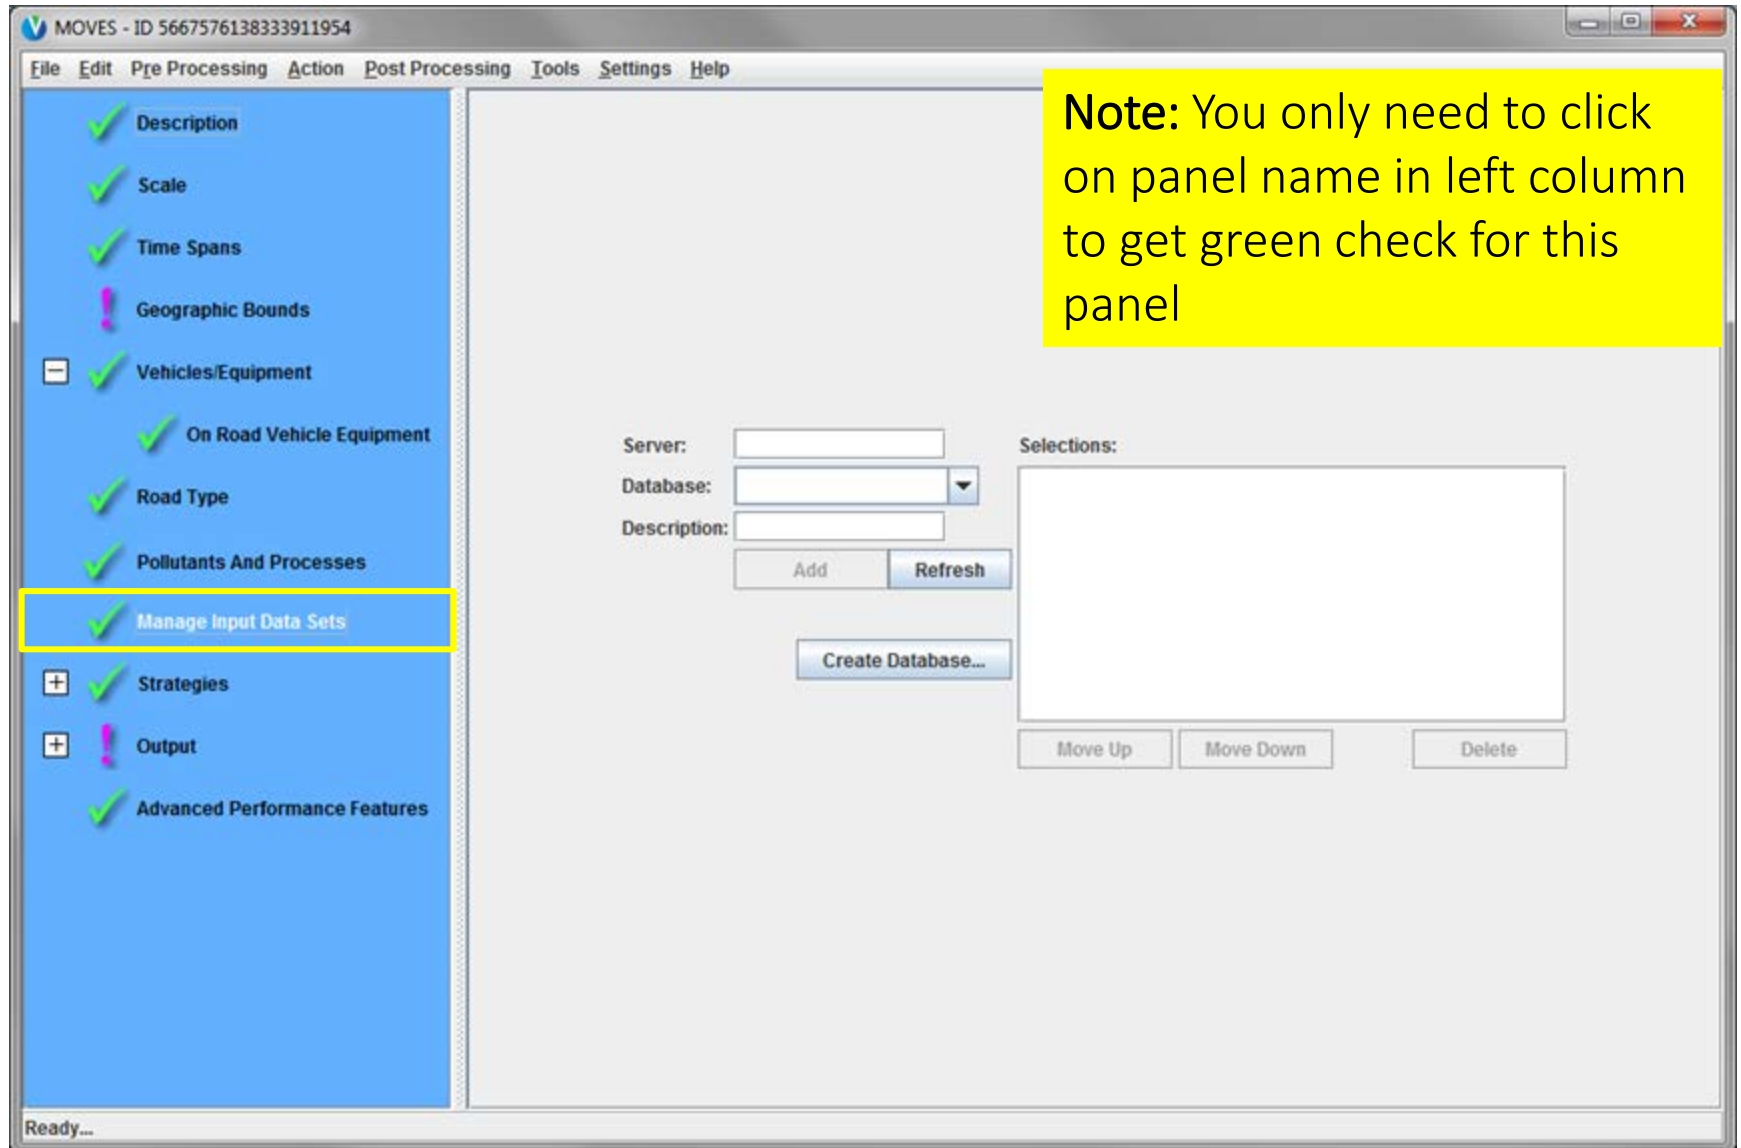 MOVES - ID 5667576138333911954
File Edit Pre Processing Action Post Processing Tools Settings Help
Note: You only need to click
on panel name in left column
to get green check for this
panel
Description
Scale
Time Spans
Geographic Bounds
Vehicles/Equipment
On Road Vehicle Equipment
Road Type
Pollutants And Processes
Manage Input Data Sets
Strategies
Output
Advanced Performance Features
Server:
Database:
Description:
Add Refresh
Create Database...
Selections:
Move Up Move Down Delete
Ready...